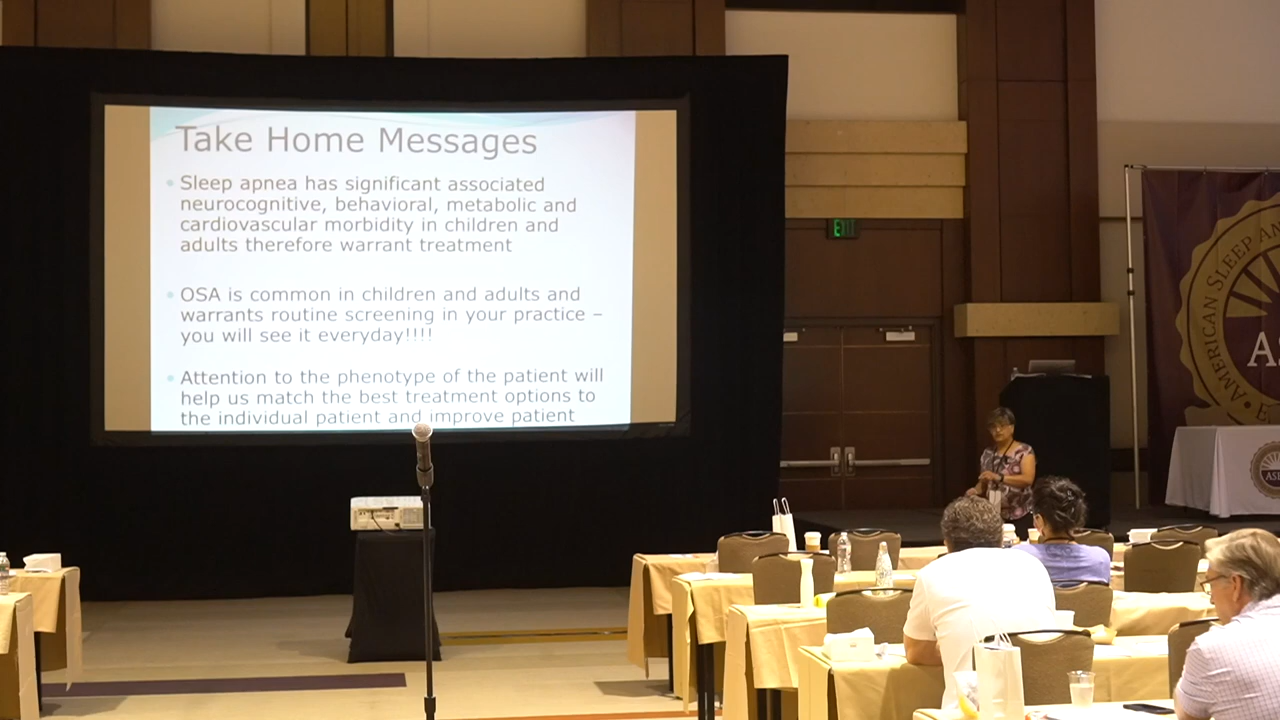 Take Home Messages
• Sleep apnea has significant associated
neurocognitive, behavioral, metabolic and
cardiovascular morbidity in children and
adults therefore warrant treatment
• OSA is common in children and adults and
warrants routine screening in your practice –
you will see it everyday!!!!
• Attention to the phenotype of the patient will
help us match the best treatment options to
the individual patient and improve patient
EXIT
AMERICAN SLEEP AN
AS